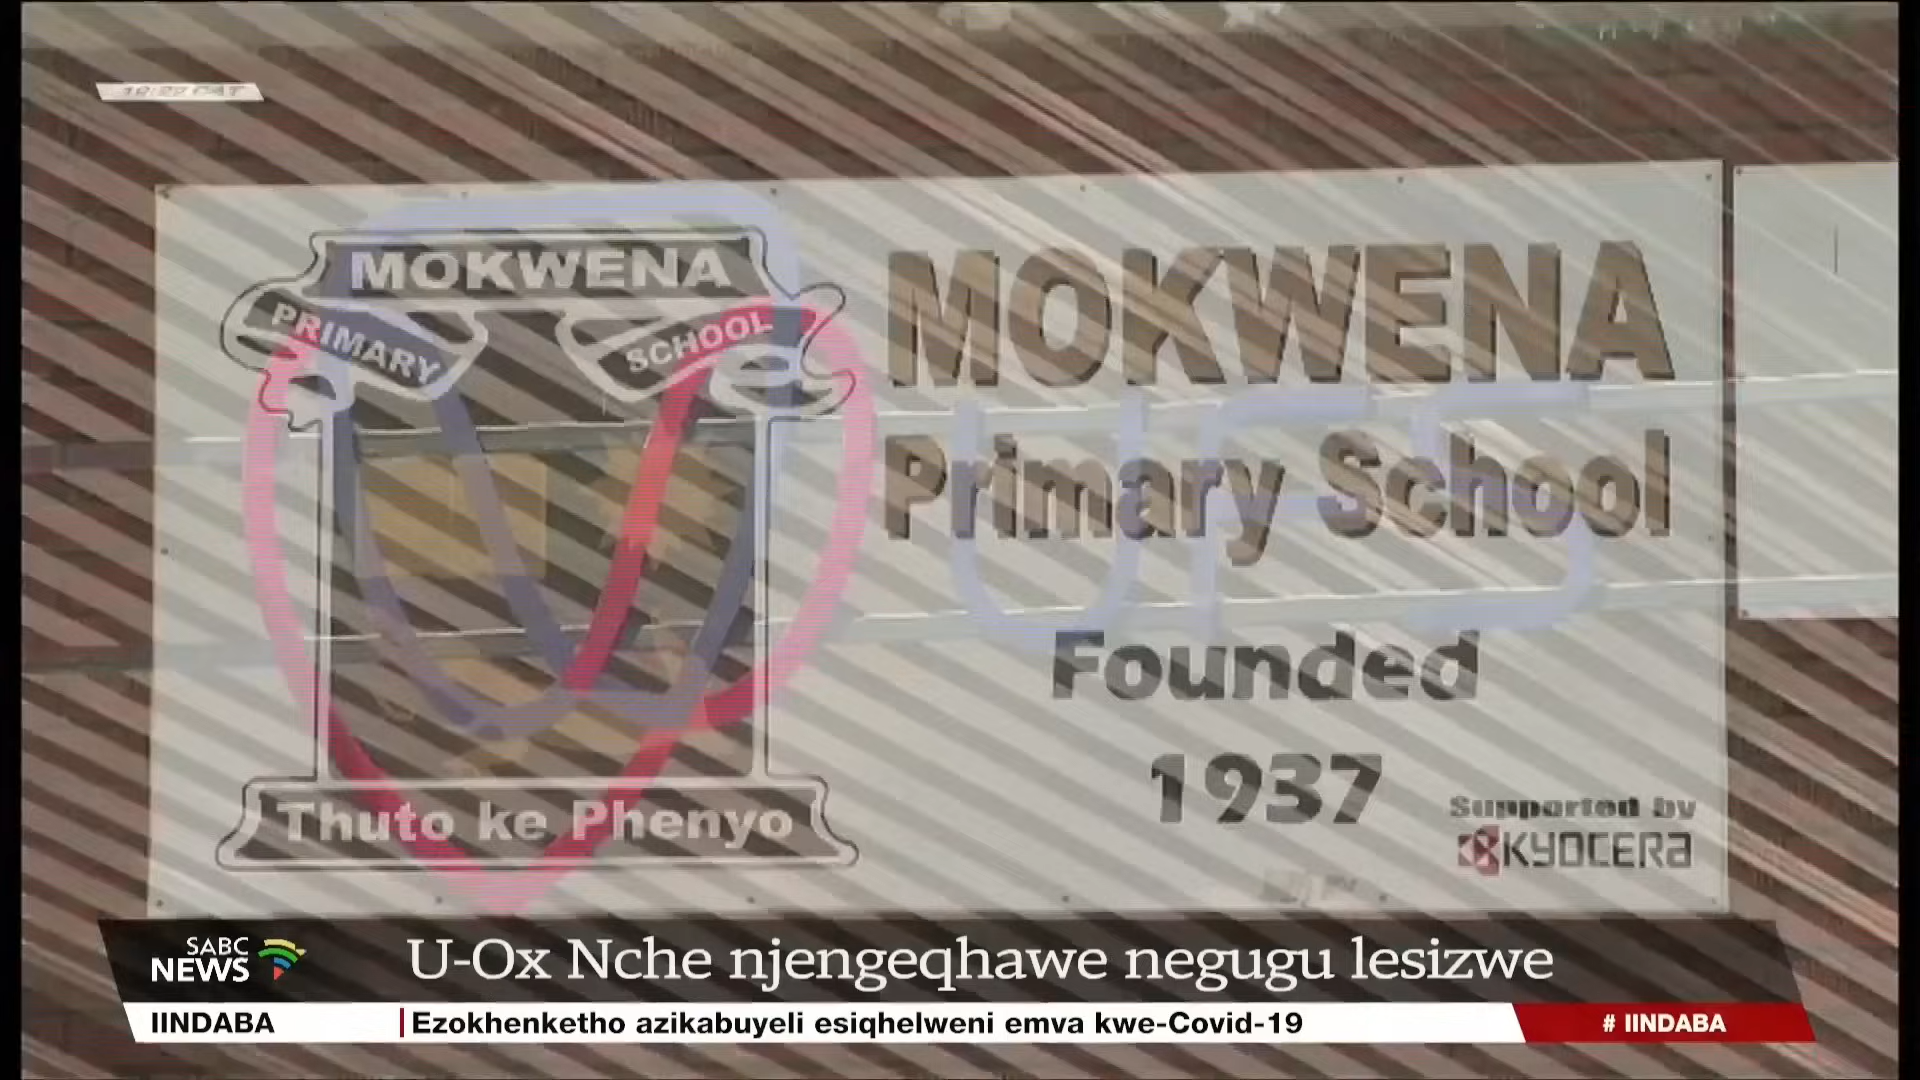 MOKWENA
PRIMARY SCHOOL
Thuto ke Phenyo
MOKWENA
Primary School
Founded
1937
Supported by
KYOCERA
UFS
SABC
NEWS
U-Ox Nche njengeqhawe negugu lesizwe
IINDABA
Ezokhenketho azikabuyeli esiqhelweni emva kwe-Covid-19
# IINDABA